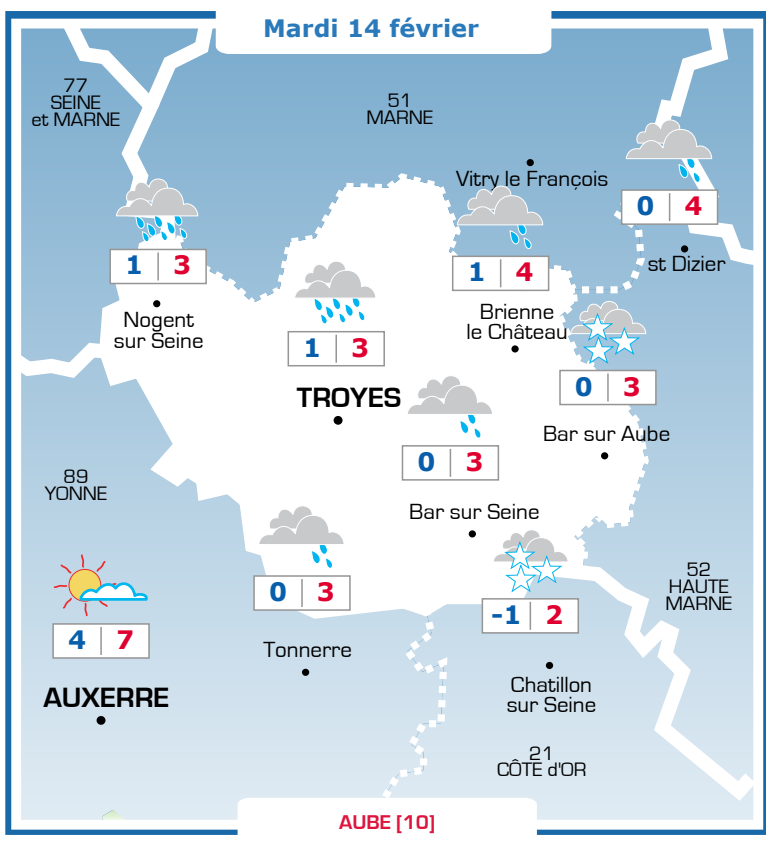 Mardi 14 février
77
SEINE
et MARNE
51
MARNE
Vitry le François
0 4
st Dizier
1 3
Nogent
sur Seine
1 4
Brienne
le Château
1 3
TROYES
0 3
Bar sur Aube
0 3
Bar sur Seine
89
YONNE
0 3
Tonnerre
-1 2
Chatillon
sur Seine
52
HAUTE
MARNE
4 7
AUXERRE
21
CÔTE d'OR
AUBE [10]